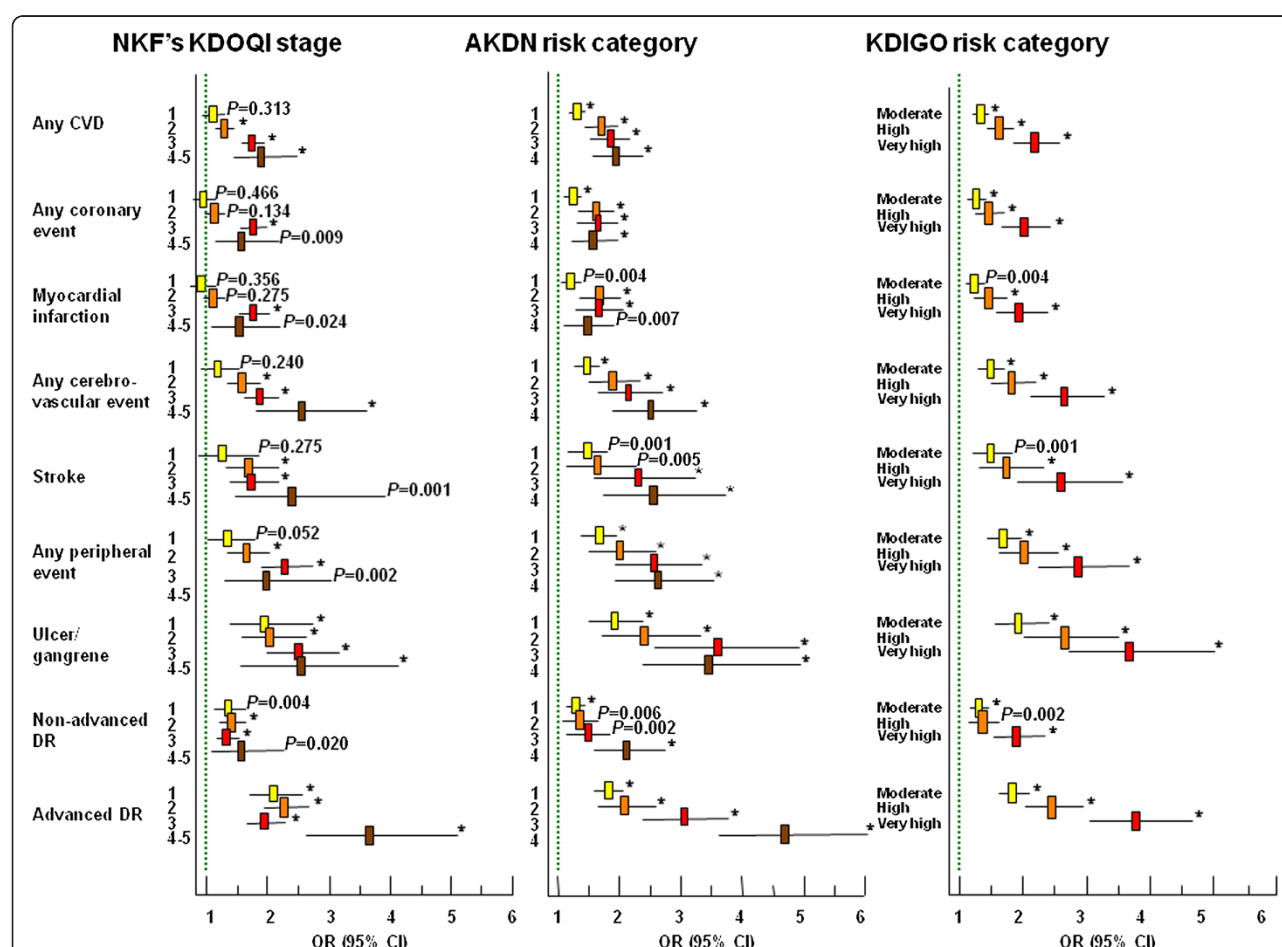 NKF's KDOQI stage AKDN risk category KDIGO risk category
Any CVD
1 P=0.313 1 * Moderate *
2 * 2 * High *
3 * 3 * Very high *
4-5 * 4 *
Any coronary event
1 P=0.466 1 * Moderate *
2 P=0.134 2 * High *
3 * 3 * Very high *
4-5 P=0.009 4 *
Myocardial infarction
1 P=0.356 1 P=0.004 Moderate P=0.004
2 P=0.275 2 * High *
3 * 3 * Very high *
4-5 P=0.024 4 P=0.007
Any cerebro-
vascular event
1 P=0.240 1 * Moderate *
2 * 2 * High *
3 * 3 * Very high *
4-5 * 4 *
Stroke
1 P=0.275 1 P=0.001 Moderate P=0.001
2 * 2 P=0.005 High *
3 * 3 * Very high *
4-5 P=0.001 4 *
Any peripheral
event
1 P=0.052 1 * Moderate *
2 * 2 * High *
3 * 3 * Very high *
4-5 P=0.002 4 *
Ulcer/
gangrene
1 * 1 * Moderate *
2 * 2 * High *
3 * 3 * Very high *
4-5 * 4 *
Non-advanced
DR
1 P=0.004 1 * Moderate *
2 * 2 P=0.006 High P=0.002
3 * 3 P=0.002 Very high *
4-5 P=0.020 4 *
Advanced DR
1 * 1 * Moderate *
2 * 2 * High *
3 * 3 * Very high *
4-5 * 4 *
1 2 3 4 5 6 1 2 3 4 5 6 1 2 3 4 5 6
OR (95% CI) OR (95% CI) OR (95% CI)